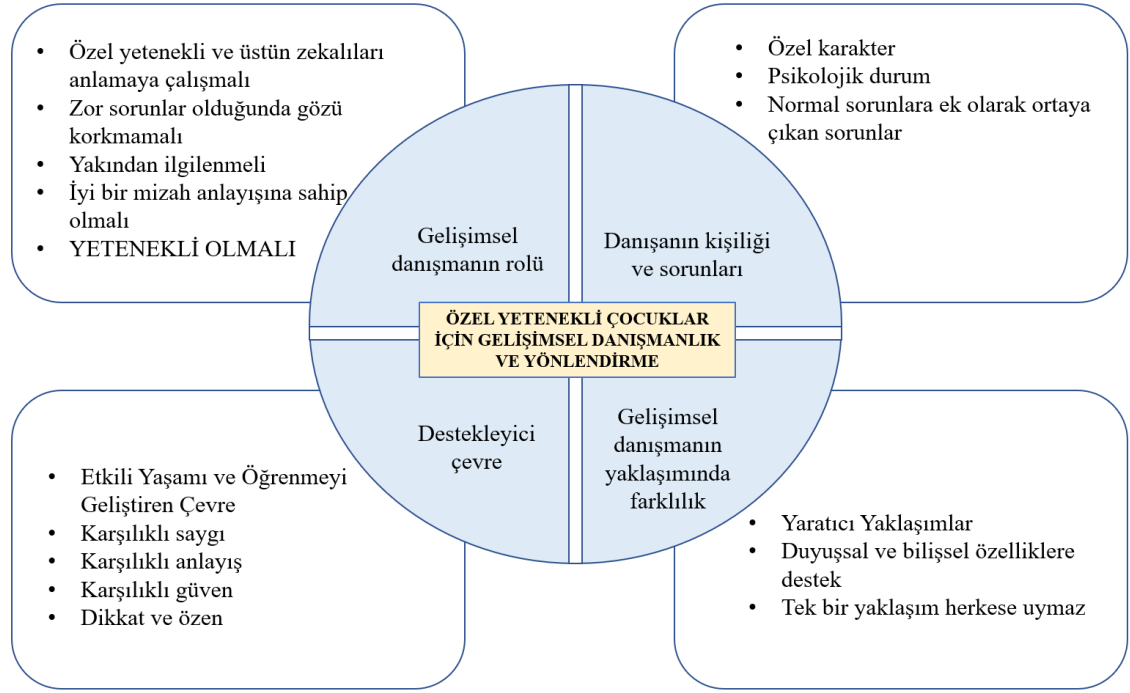 • Özel yetenekli ve üstün zekalıları
anlamaya çalışmalı
• Zor sorunlar olduğunda gözü
korkmamalı
• Yakından ilgilenmeli
• İyi bir mizah anlayışına sahip
olmalı
• YETENEKLİ OLMALI
• Özel karakter
• Psikolojik durum
• Normal sorunlara ek olarak ortaya
çıkan sorunlar
Gelişimsel
danışmanın rolü
Danışanın kişiliği
ve sorunları
ÖZEL YETENEKLİ ÇOCUKLAR
İÇİN GELİŞİMSEL DANIŞMANLIK
VE YÖNLENDİRME
Destekleyici
çevre
Gelişimsel
danışmanın
yaklaşımında
farklılık
• Etkili Yaşamı ve Öğrenmeyi
Geliştiren Çevre
• Karşılıklı saygı
• Karşılıklı anlayış
• Karşılıklı güven
• Dikkat ve özen
• Yaratıcı Yaklaşımlar
• Duyuşsal ve bilişsel özelliklere
destek
• Tek bir yaklaşım herkese uymaz